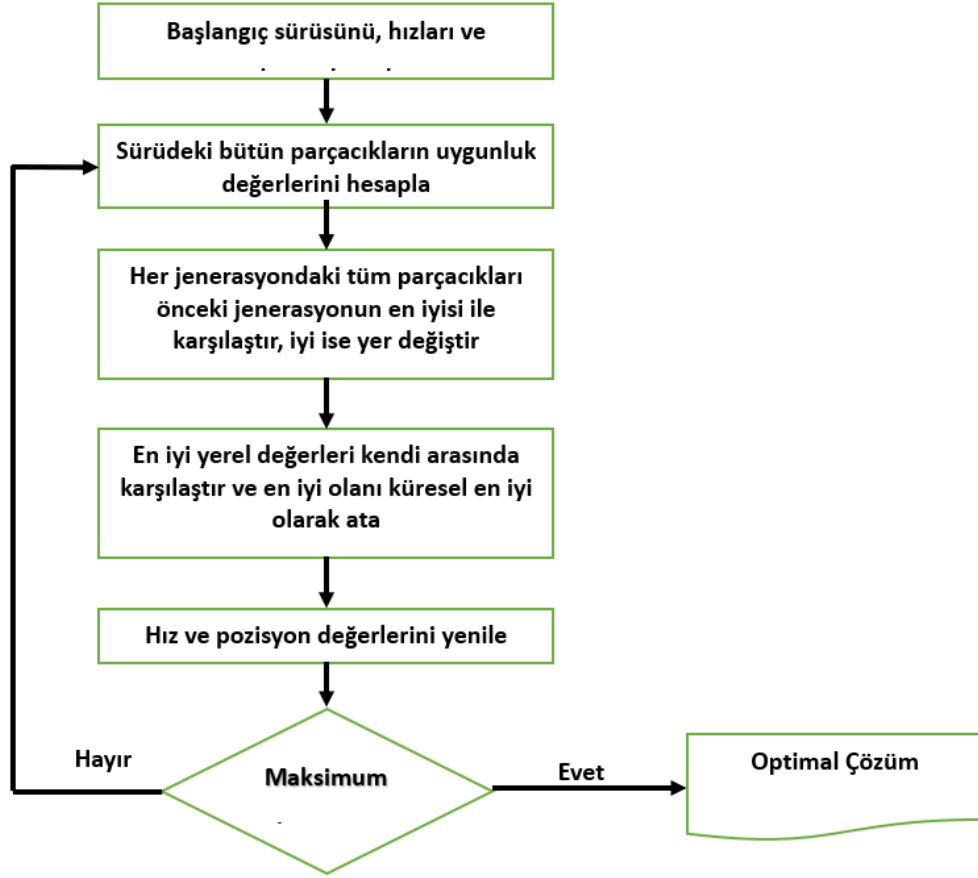 Başlangıç sürüsünü, hızları ve
Sürüdeki bütün parçacıkların uygunluk
değerlerini hesapla
Her jenerasyondaki tüm parçacıkları
önceki jenerasyonun en iyisi ile
karşılaştır, iyi ise yer değiştir
En iyi yerel değerleri kendi arasında
karşılaştır ve en iyi olanı küresel en iyi
olarak ata
Hız ve pozisyon değerlerini yenile
Hayır
Maksimum
Evet
Optimal Çözüm